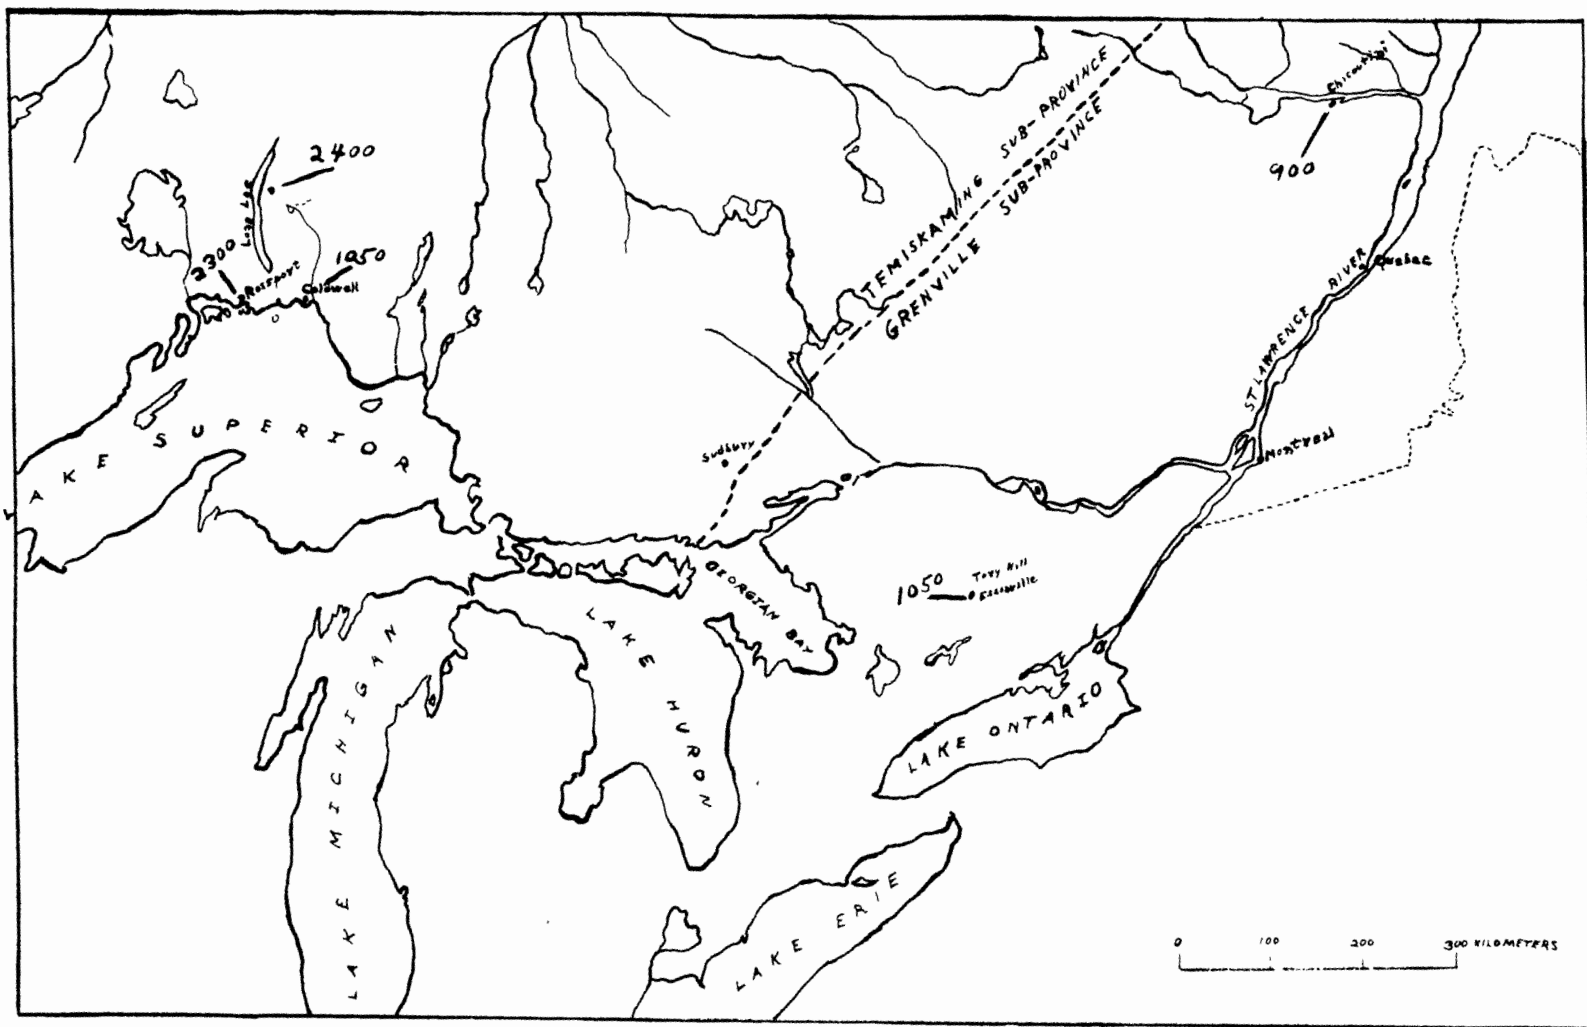 SUB-PROVINCE
TEMISKAMING
SUB-PROVINCE
GRENVILLE
Chicoutimi
900
2400
Long Lac
2300
Rossport
1050
Coldwell
Quebec
ST LAWRENCE RIVER
Montreal
Sudbury
AKE SUPERIOR
GEORGIAN BAY
1050
Tory Hill
LAKE HURON
LAKE MICHIGAN
LAKE ONTARIO
LAKE ERIE
0 100 200 300 KILOMETERS